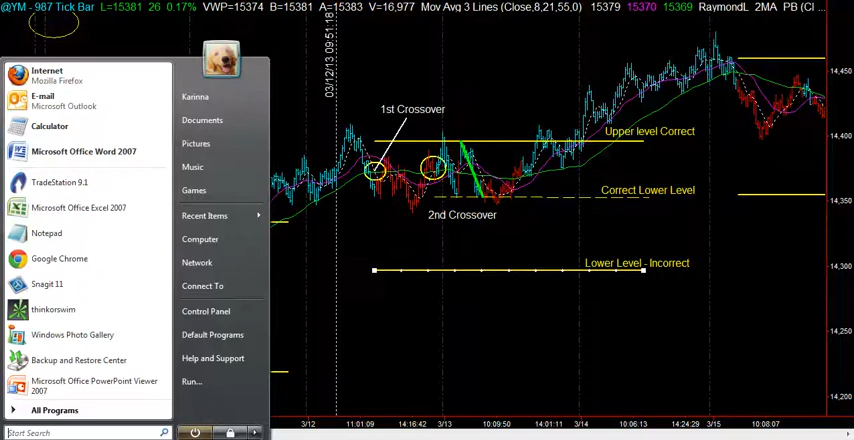 @YM - 987 Tick Bar L=15381 26 0.17% VWP=15374 B=15381 A=15383 V=16,977 Mov Avg 3 Lines (Close,8,21,55,0) 15379 15370 15369 RaymondL 2MA PB (CI ...
03/12/13 09:51:18
Internet
Mozilla Firefox
E-mail
Microsoft Outlook
Calculator
Microsoft Office Word 2007
TradeStation 9.1
Microsoft Office Excel 2007
Notepad
Google Chrome
Snagit 11
thinkorswim
Windows Photo Gallery
Backup and Restore Center
Microsoft Office PowerPoint Viewer
2007
All Programs
Start Search
Karinna
Documents
Pictures
Music
Games
Recent Items
Computer
Network
Connect To
Control Panel
Default Programs
Help and Support
Run...
1st Crossover
2nd Crossover
Upper level Correct
Correct Lower Level
Lower Level - Incorrect
14,450
14,400
14,350
14,300
14,250
14,200
3/12 11:01:09 14:16:42 3/13 10:09:50 14:01:11 3/14 10:06:13 14:24:29 3/15 10:08:07